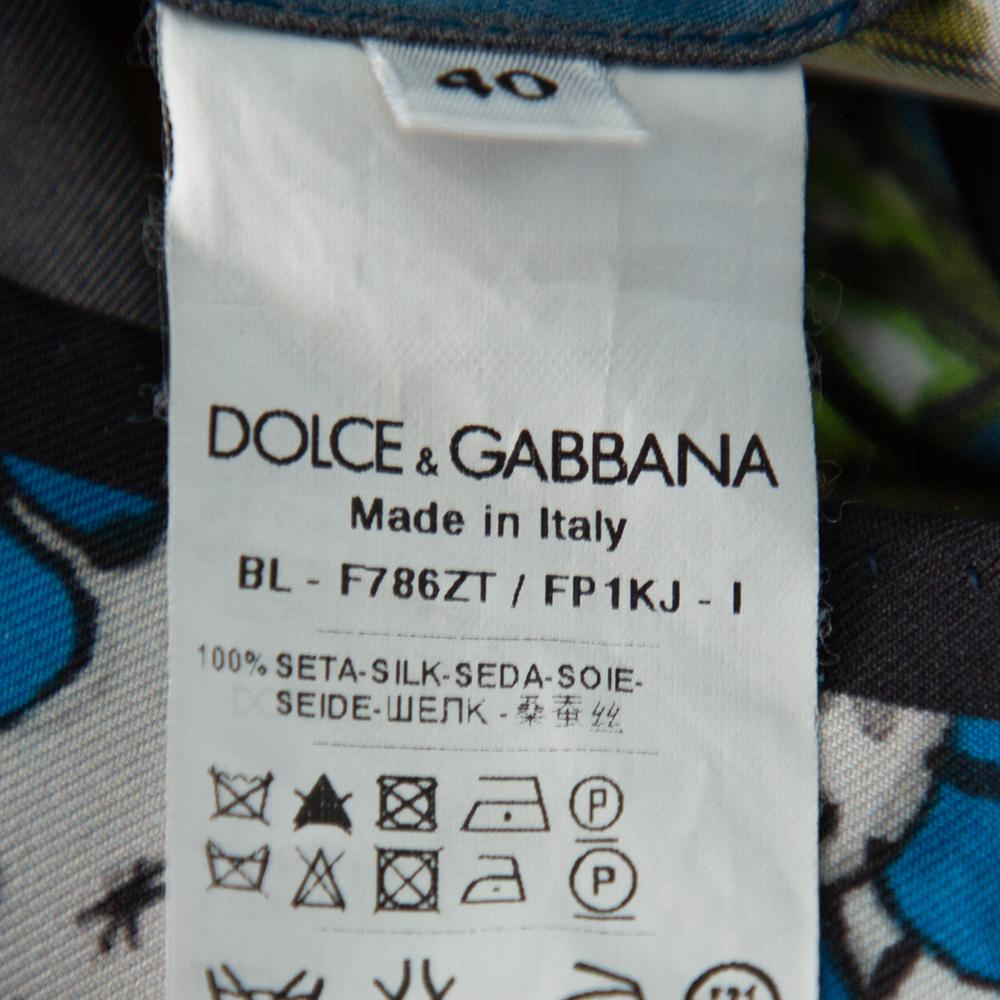 40
DOLCE & GABBANA
Made in Italy
BL - F786ZT / FP1KJ - I
100% SETA-SILK-SEDA-SOIE-
SEIDE-ШЕЛК - 桑蚕丝
P
P